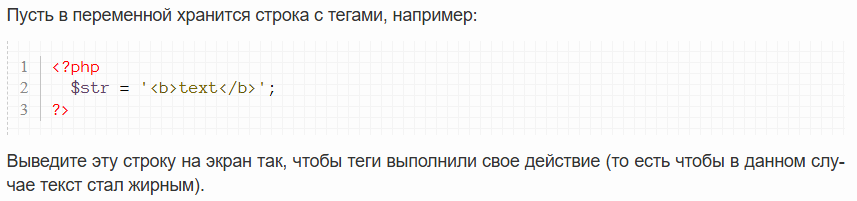 Пусть в переменной хранится строка с тегами, например:
1 <?php
2 $str = '<b>text</b>';
3 ?>
Выведите эту строку на экран так, чтобы теги выполнили свое действие (то есть чтобы в данном слу-
чае текст стал жирным).